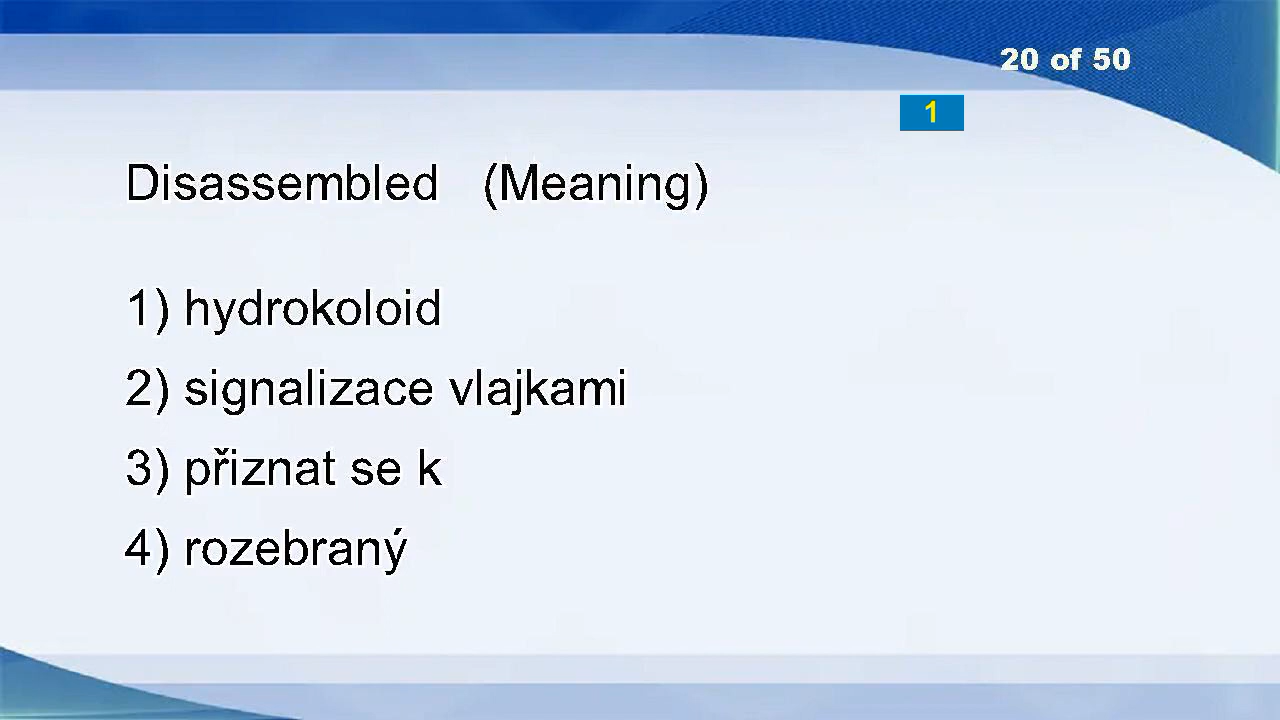 20 of 50
1
Disassembled (Meaning)
1) hydrokoloid
2) signalizace vlajkami
3) přiznat se k
4) rozebraný